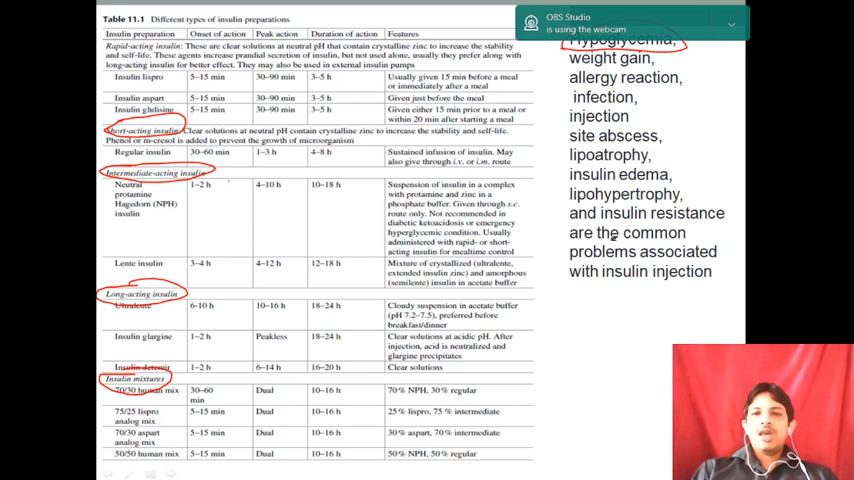 Table 11.1 Different types of insulin preparations
Insulin preparation Onset of action Peak action Duration of action Features
Rapid-acting insulin: These are clear solutions at neutral pH that contain crystalline zinc to increase the stability
and self-life. These agents increase prandial secretion of insulin, but not used alone, usually they prefer along with
long-acting insulin for better effect. They may also be used in external insulin pumps
Insulin lispro 5–15 min 30–90 min 3–5 h Usually given 15 min before a meal
or immediately after a meal
Insulin aspart 5–15 min 30–90 min 3–5 h Given just before the meal
Insulin glulisine 5–15 min 30–90 min 3–5 h Given either 15 min prior to a meal or
within 20 min after starting a meal
Short-acting insulin: Clear solutions at neutral pH contain crystalline zinc to increase the stability and self-life.
Phenol or m-cresol is added to prevent the growth of microorganism
Regular insulin 30–60 min 1–3 h 4–8 h Sustained infusion of insulin. May
also give through i.v. or i.m. route
Intermediate-acting insulin
Neutral 1–2 h 4–10 h 10–18 h Suspension of insulin in a complex
protamine with protamine and zinc in a
Hagedorn (NPH) phosphate buffer. Given through s.c.
insulin route only. Not recommended in
diabetic ketoacidosis or emergency
hyperglycemic condition. Usually
administered with rapid- or short-
acting insulin for mealtime control
Lente insulin 3–4 h 4–12 h 12–18 h Mixture of crystallized (ultralente,
extended insulin zinc) and amorphous
(semilente) insulin in acetate buffer
Long-acting insulin
Ultralente 6-10 h 10–16 h 18–24 h Cloudy suspension in acetate buffer
(pH 7.2–7.5), preferred before
breakfast/dinner
Insulin glargine 1–2 h Peakless 18–24 h Clear solutions at acidic pH. After
injection, acid is neutralized and
glargine precipitates
Insulin detemir 1–2 h 6–14 h 16–20 h Clear solutions
Insulin mixtures
70/30 human mix 30–60 Dual 10–16 h 70% NPH, 30% regular
min
75/25 lispro 5–15 min Dual 10–16 h 25% lispro, 75 % intermediate
analog mix
70/30 aspart 5–15 min Dual 10–16 h 30% aspart, 70% intermediate
analog mix
50/50 human mix 5–15 min Dual 10–16 h 50% NPH, 50% regular
OBS Studio
is using the webcam
Hypoglycemia,
weight gain,
allergy reaction,
infection,
injection
site abscess,
lipoatrophy,
insulin edema,
lipohypertrophy,
and insulin resistance
are the common
problems associated
with insulin injection